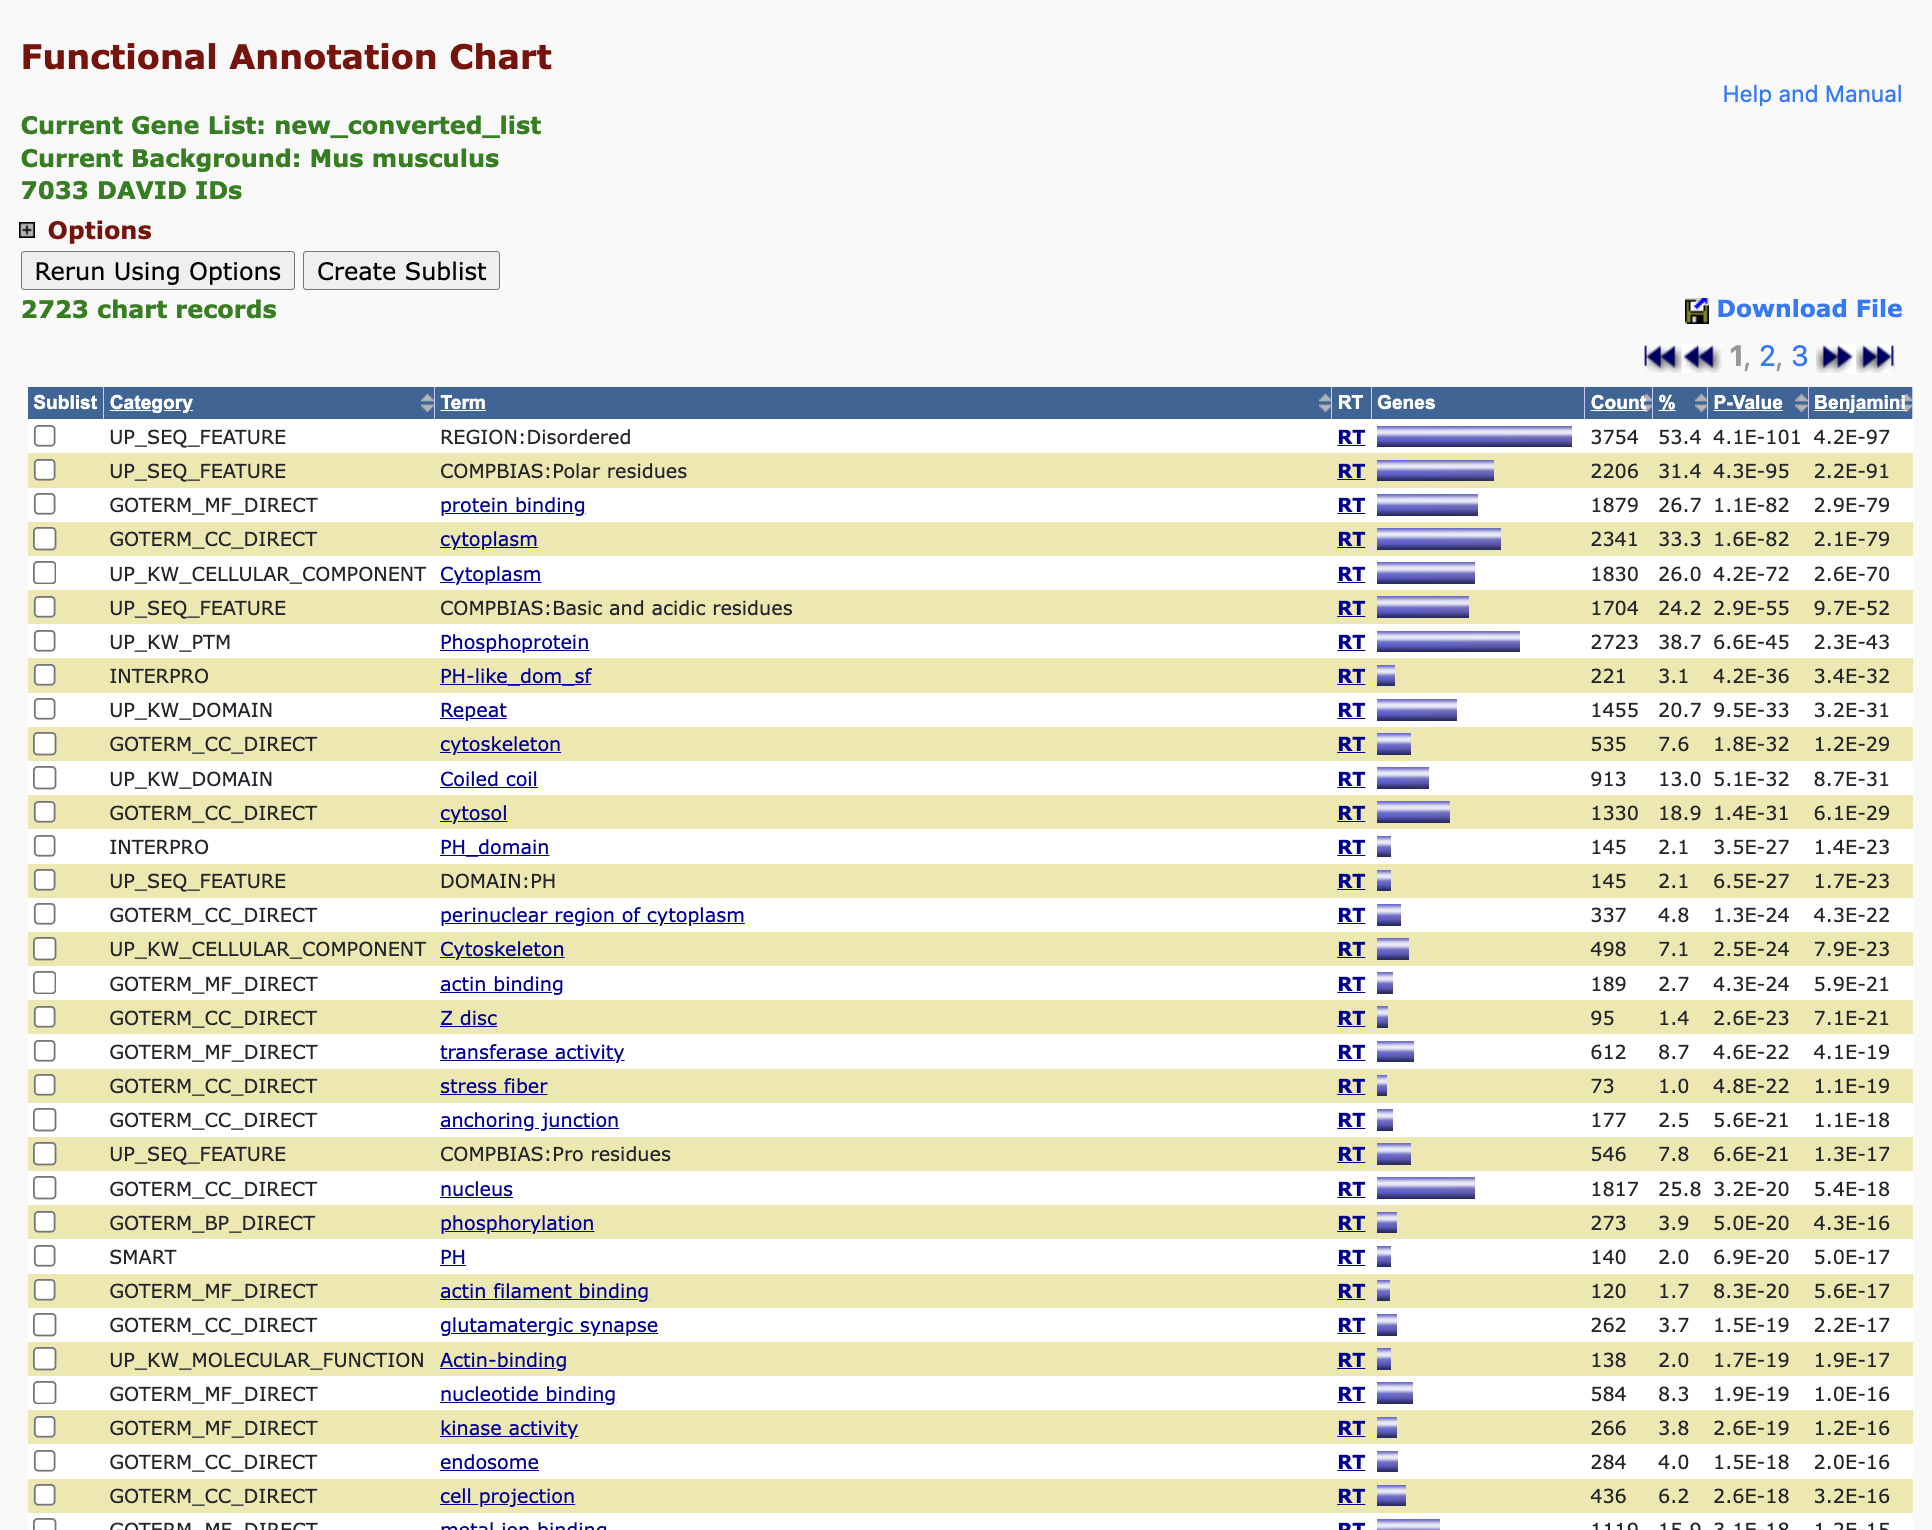 Functional Annotation Chart
Help and Manual
Current Gene List: new_converted_list
Current Background: Mus musculus
7033 DAVID IDs
Options
Rerun Using Options Create Sublist
2723 chart records
Download File
1, 2, 3
Sublist Category Term RT Genes Count % P-Value Benjamini
UP_SEQ_FEATURE REGION:Disordered RT 3754 53.4 4.1E-101 4.2E-97
UP_SEQ_FEATURE COMPBIAS:Polar residues RT 2206 31.4 4.3E-95 2.2E-91
GOTERM_MF_DIRECT protein binding RT 1879 26.7 1.1E-82 2.9E-79
GOTERM_CC_DIRECT cytoplasm RT 2341 33.3 1.6E-82 2.1E-79
UP_KW_CELLULAR_COMPONENT Cytoplasm RT 1830 26.0 4.2E-72 2.6E-70
UP_SEQ_FEATURE COMPBIAS:Basic and acidic residues RT 1704 24.2 2.9E-55 9.7E-52
UP_KW_PTM Phosphoprotein RT 2723 38.7 6.6E-45 2.3E-43
INTERPRO PH-like_dom_sf RT 221 3.1 4.2E-36 3.4E-32
UP_KW_DOMAIN Repeat RT 1455 20.7 9.5E-33 3.2E-31
GOTERM_CC_DIRECT cytoskeleton RT 535 7.6 1.8E-32 1.2E-29
UP_KW_DOMAIN Coiled coil RT 913 13.0 5.1E-32 8.7E-31
GOTERM_CC_DIRECT cytosol RT 1330 18.9 1.4E-31 6.1E-29
INTERPRO PH_domain RT 145 2.1 3.5E-27 1.4E-23
UP_SEQ_FEATURE DOMAIN:PH RT 145 2.1 6.5E-27 1.7E-23
GOTERM_CC_DIRECT perinuclear region of cytoplasm RT 337 4.8 1.3E-24 4.3E-22
UP_KW_CELLULAR_COMPONENT Cytoskeleton RT 498 7.1 2.5E-24 7.9E-23
GOTERM_MF_DIRECT actin binding RT 189 2.7 4.3E-24 5.9E-21
GOTERM_CC_DIRECT Z disc RT 95 1.4 2.6E-23 7.1E-21
GOTERM_MF_DIRECT transferase activity RT 612 8.7 4.6E-22 4.1E-19
GOTERM_CC_DIRECT stress fiber RT 73 1.0 4.8E-22 1.1E-19
GOTERM_CC_DIRECT anchoring junction RT 177 2.5 5.6E-21 1.1E-18
UP_SEQ_FEATURE COMPBIAS:Pro residues RT 546 7.8 6.6E-21 1.3E-17
GOTERM_CC_DIRECT nucleus RT 1817 25.8 3.2E-20 5.4E-18
GOTERM_BP_DIRECT phosphorylation RT 273 3.9 5.0E-20 4.3E-16
SMART PH RT 140 2.0 6.9E-20 5.0E-17
GOTERM_MF_DIRECT actin filament binding RT 120 1.7 8.3E-20 5.6E-17
GOTERM_CC_DIRECT glutamatergic synapse RT 262 3.7 1.5E-19 2.2E-17
UP_KW_MOLECULAR_FUNCTION Actin-binding RT 138 2.0 1.7E-19 1.9E-17
GOTERM_MF_DIRECT nucleotide binding RT 584 8.3 1.9E-19 1.0E-16
GOTERM_MF_DIRECT kinase activity RT 266 3.8 2.6E-19 1.2E-16
GOTERM_CC_DIRECT endosome RT 284 4.0 1.5E-18 2.0E-16
GOTERM_CC_DIRECT cell projection RT 436 6.2 2.6E-18 3.2E-16
GOTERM_MF_DIRECT metal ion binding RT 1119 15.9 3.1E-18 1.2E-15